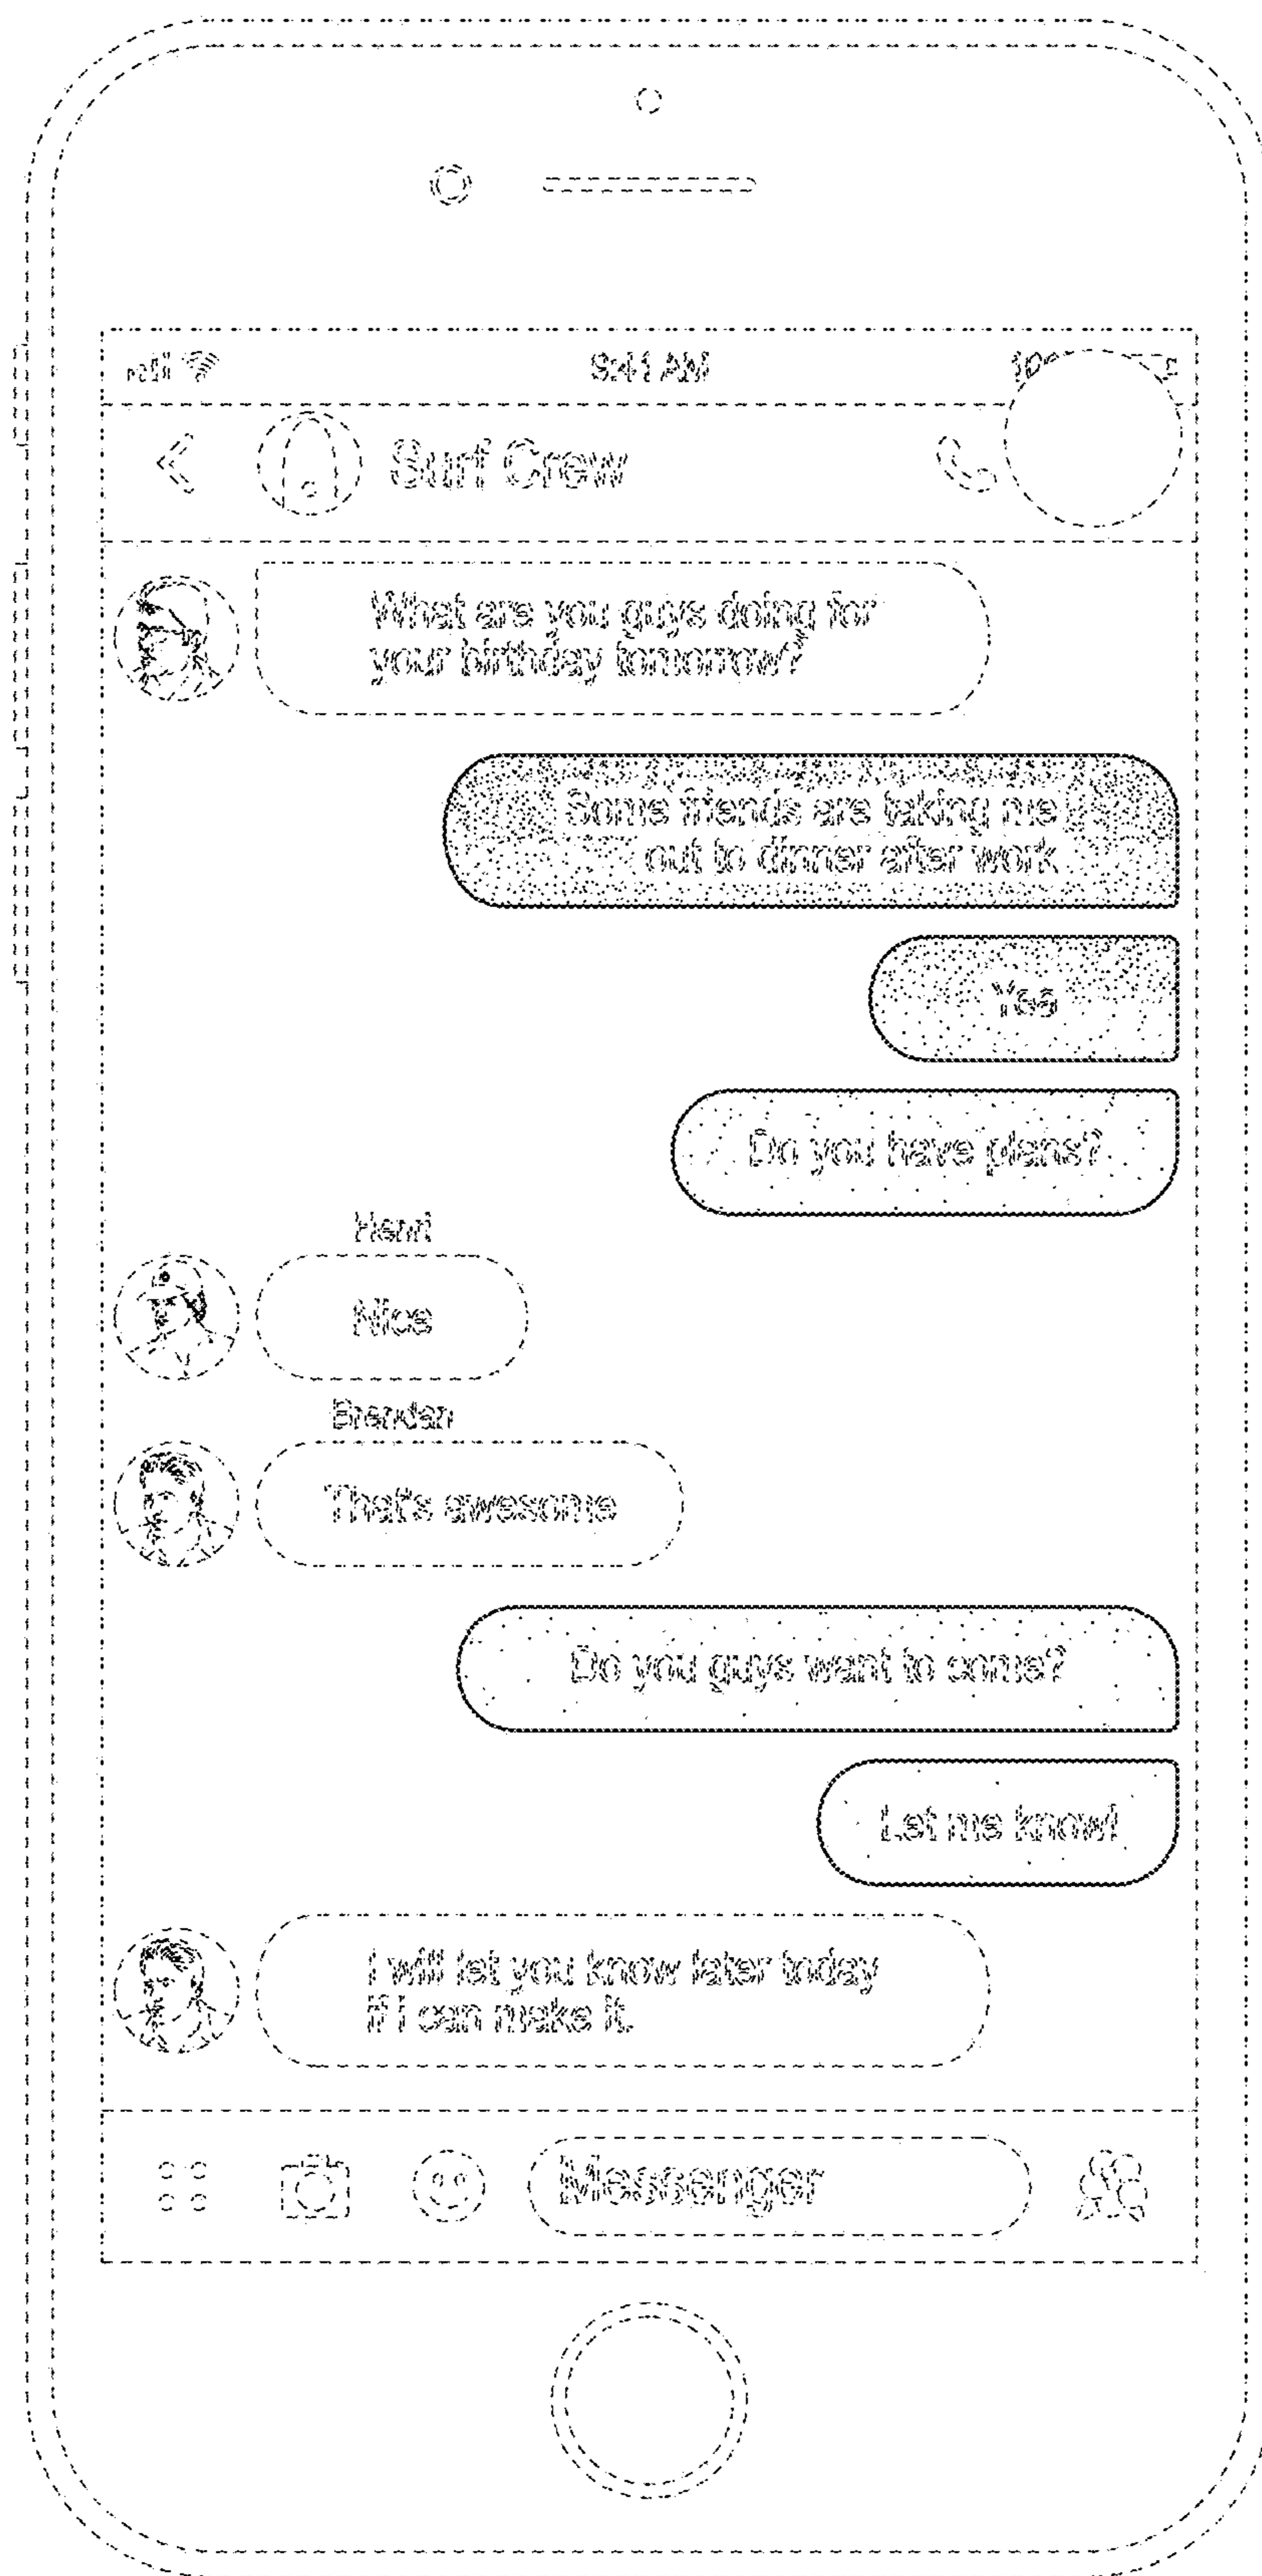 9:41 AM
Surf Crew
What are you guys doing for
your birthday tomorrow?
Some friends are taking me
out to dinner after work
Yes
Do you have plans?
Henri
Nice
Brendan
That's awesome
Do you guys want to come?
Let me know!
I will let you know later today
if I can make it.
Messenger